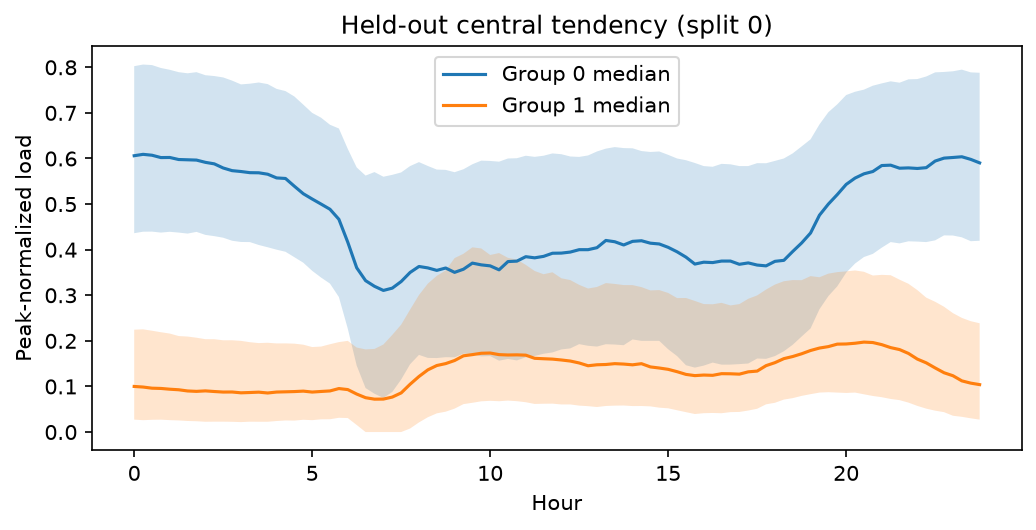 Held-out central tendency (split 0)
Group 0 median
Group 1 median
Peak-normalized load
0.8
0.7
0.6
0.5
0.4
0.3
0.2
0.1
0.0
0 5 10 15 20
Hour